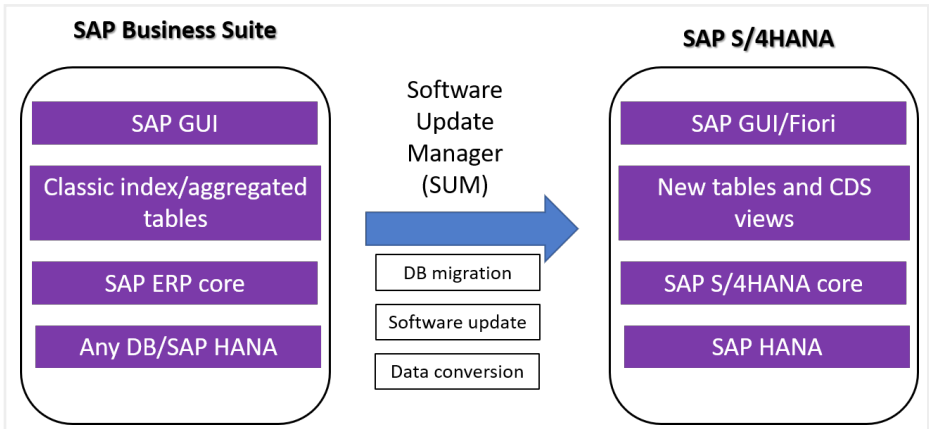 SAP Business Suite
SAP GUI
Classic index/aggregated
tables
SAP ERP core
Any DB/SAP HANA
Software
Update
Manager
(SUM)
DB migration
Software update
Data conversion
SAP S/4HANA
SAP GUI/Fiori
New tables and CDS
views
SAP S/4HANA core
SAP HANA